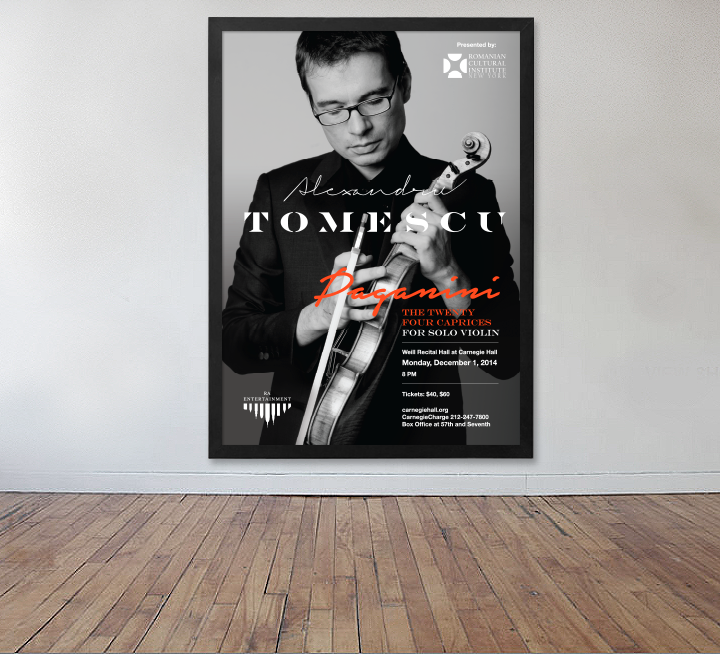 Presented by:
ROMANIAN
CULTURAL
INSTITUTE
NEW YORK
Alexandru
TOMESCU
Paganini
THE TWENTY
FOUR CAPRICES
FOR SOLO VIOLIN
Weill Recital Hall at Carnegie Hall
Monday, December 1, 2014
8 PM
Tickets: $40, $60
carnegiehall.org
CarnegieCharge 212-247-7800
Box Office at 57th and Seventh
RA
ENTERTAINMENT